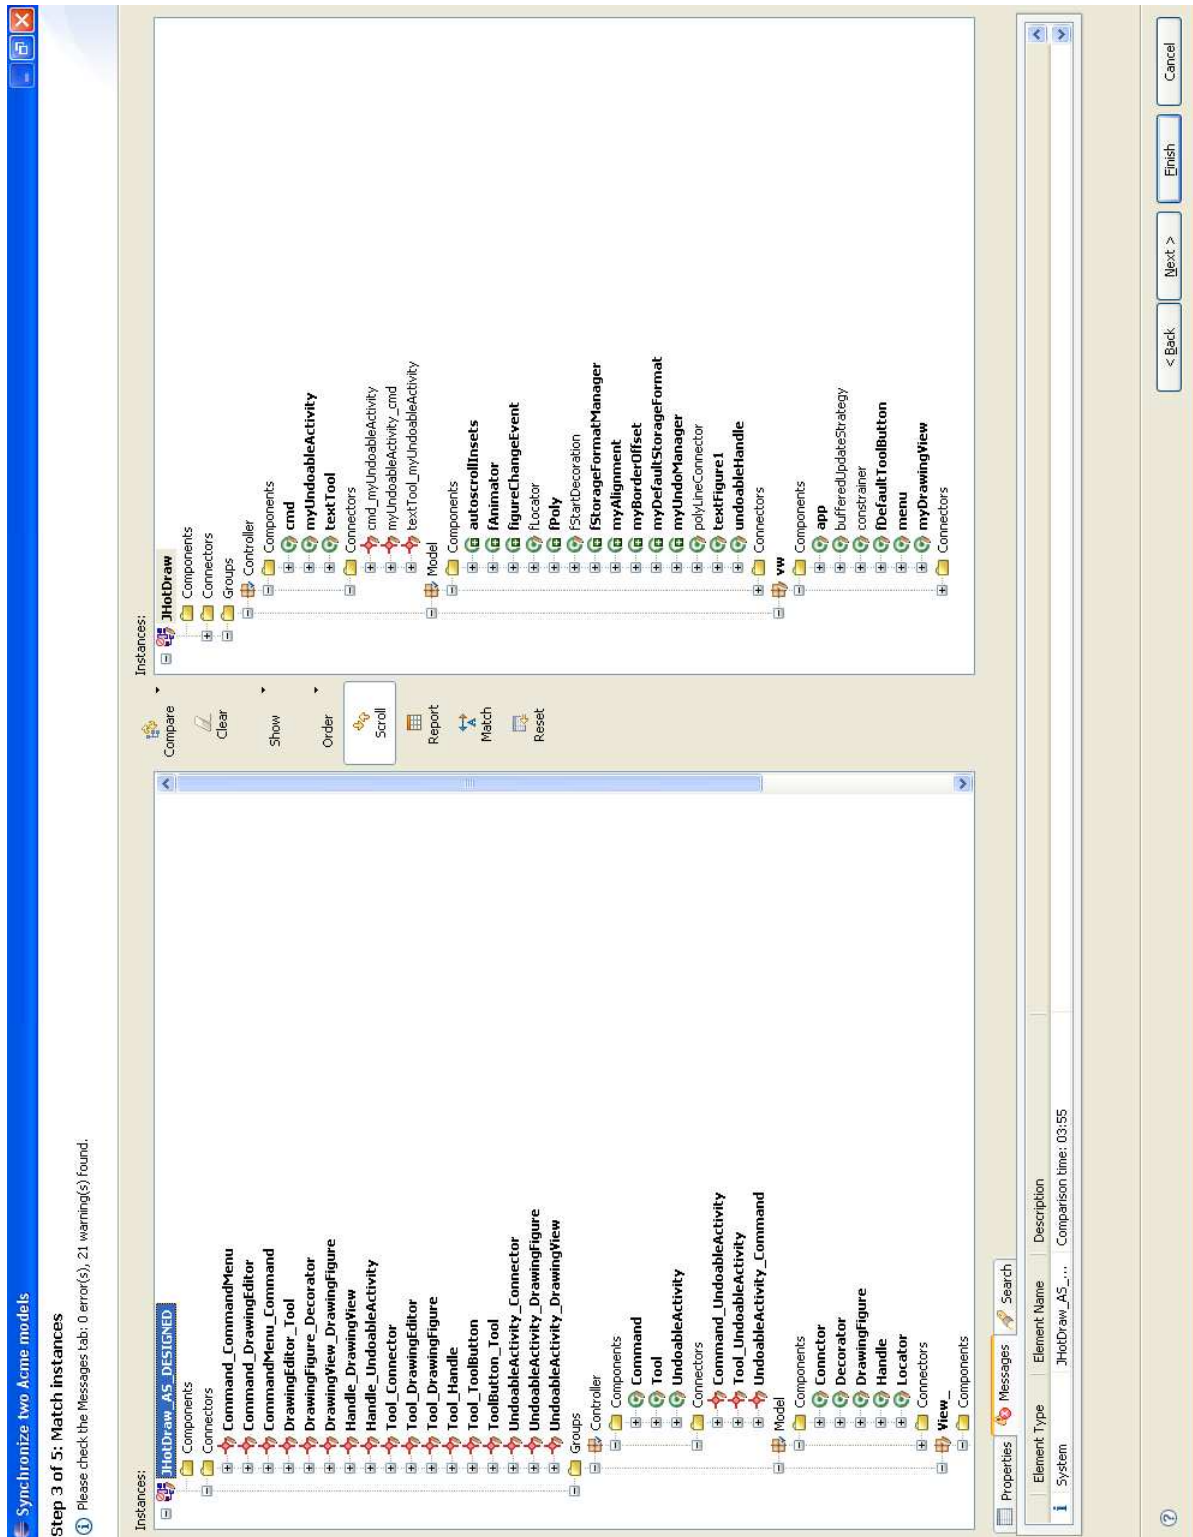 Synchronize two Acme models
Step 3 of 5: Match instances
Please check the Messages tab: 0 error(s), 21 warning(s) found.
Instances:
JHotDraw_AS_DESIGNED
Components
Connectors
Command_CommandMenu
Command_DrawingEditor
CommandMenu_Command
DrawingEditor_Tool
DrawingFigure_Decorator
DrawingView_DrawingFigure
Handle_DrawingView
Handle_UndoableActivity
Tool_Connector
Tool_DrawingEditor
Tool_DrawingFigure
Tool_Handle
Tool_ToolButton
ToolButton_Tool
UndoableActivity_Connector
UndoableActivity_DrawingFigure
UndoableActivity_DrawingView
Groups
Controller
Components
Command
Tool
UndoableActivity
Connectors
Command_UndoableActivity
Tool_UndoableActivity
UndoableActivity_Command
Model
Components
Connctor
Decorator
DrawingFigure
Handle
Locator
Connectors
View_
Components
Compare
Clear
Show
Order
Scroll
Report
Match
Reset
Instances:
JHotDraw
Components
Connectors
Groups
Controller
Components
cmd
myUndoableActivity
textTool
Connectors
cmd_myUndoableActivity
myUndoableActivity_cmd
textTool_myUndoableActivity
Model
Components
autoscrollInsets
fAnimator
figureChangeEvent
fLocator
fPoly
fStartDecoration
fStorageFormatManager
myAlignment
myBorderOffset
myDefaultStorageFormat
myUndoManager
polyLineConnector
textFigure1
undoableHandle
Connectors
vw
Components
app
bufferedUpdateStrategy
constrainer
fDefaultToolButton
menu
myDrawingView
Connectors
Properties Messages Search
Element Type Element Name Description
System JHotDraw_AS_... Comparison time: 03:55
< Back Next > Finish Cancel